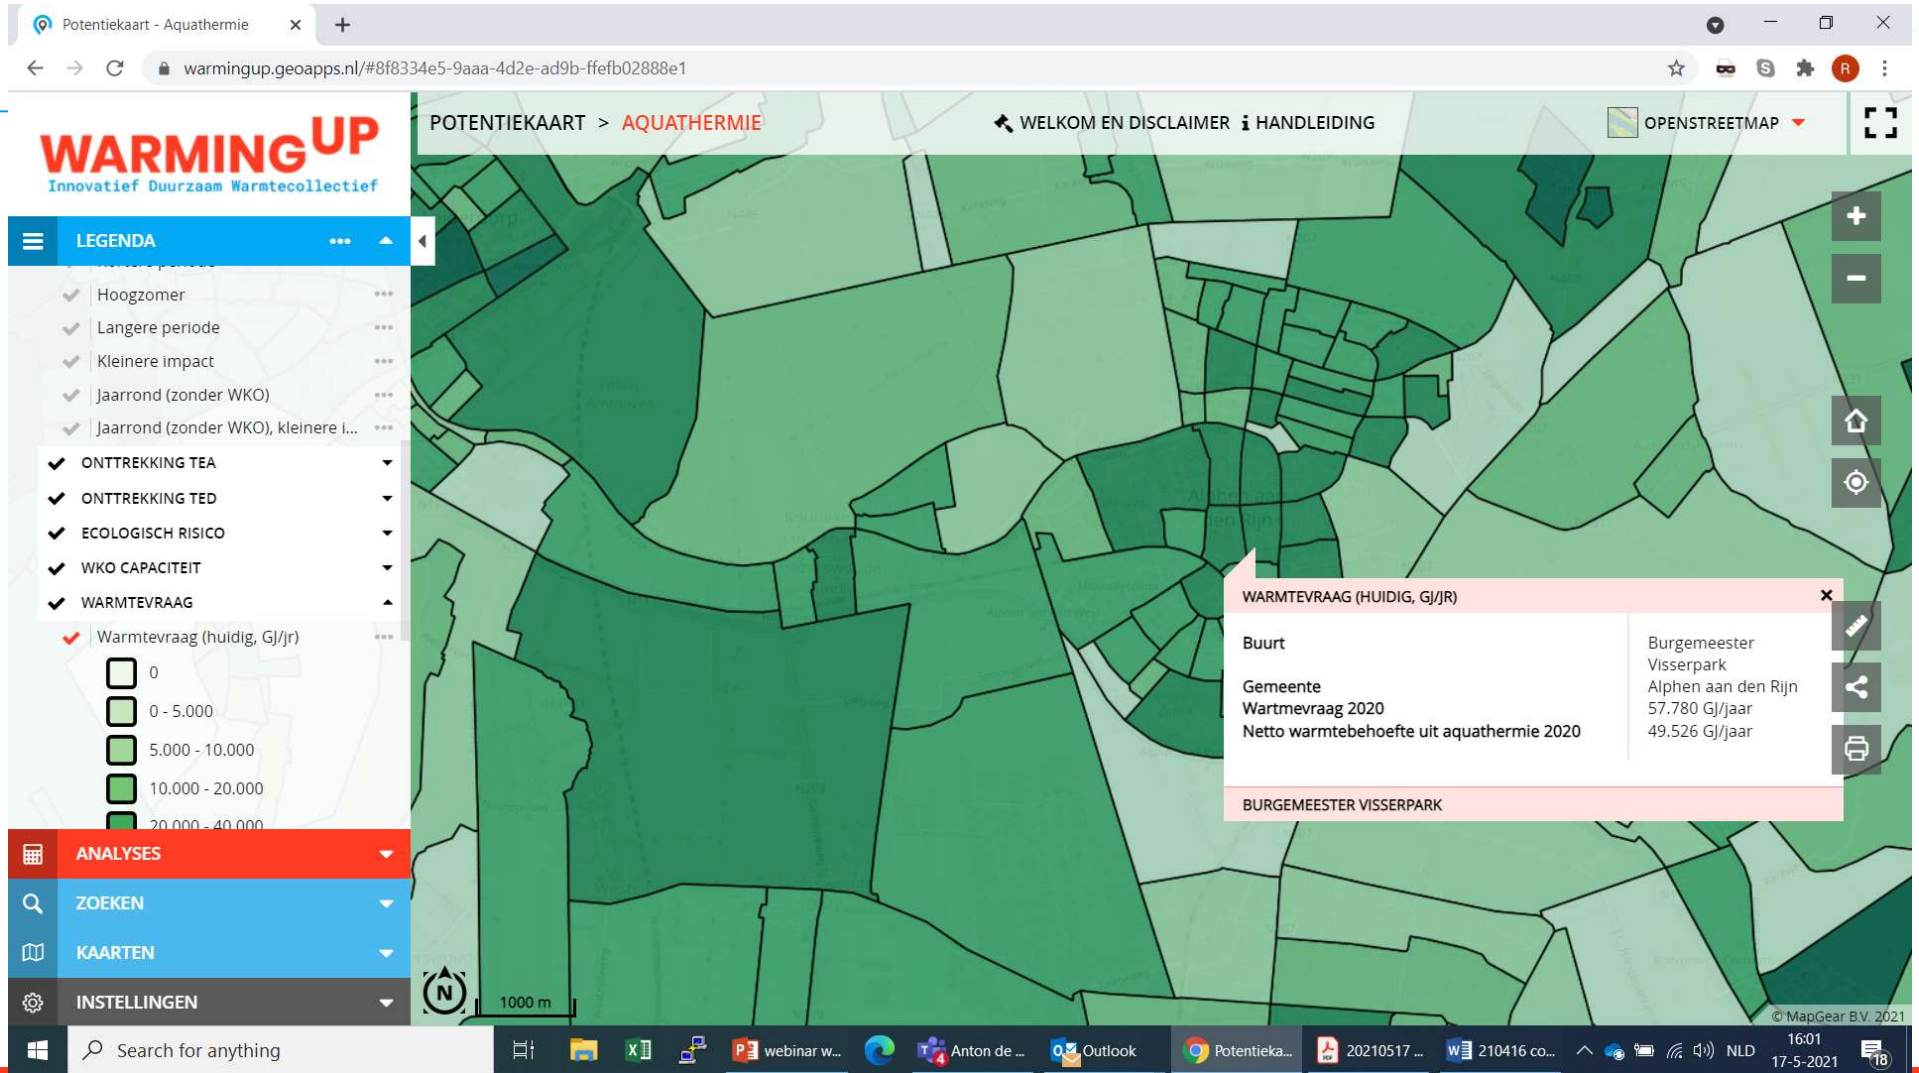 Potentiekaart - Aquathermie
warmingup.geoapps.nl/#8f8334e5-9aaa-4d2e-ad9b-ffefb02888e1
R
WARMINGUP
Innovatief Duurzaam Warmtecollectief
POTENTIEKAART > AQUATHERMIE
WELKOM EN DISCLAIMER
i HANDLEIDING
OPENSTREETMAP
LEGENDA
Hoogzomer
Langere periode
Kleinere impact
Jaarrond (zonder WKO)
Jaarrond (zonder WKO), kleinere i...
ONTTREKKING TEA
ONTTREKKING TED
ECOLOGISCH RISICO
WKO CAPACITEIT
WARMTEVRAAG
Warmtevraag (huidig, GJ/jr)
0
0 - 5.000
5.000 - 10.000
10.000 - 20.000
20.000 - 40.000
ANALYSES
ZOEKEN
KAARTEN
INSTELLINGEN
Alphen aan
den Rijn
WARMTEVRAAG (HUIDIG, GJ/JR)
Buurt Burgemeester
Visserpark
Gemeente Alphen aan den Rijn
Wartmevraag 2020 57.780 GJ/jaar
Netto warmtebehoefte uit aquathermie 2020 49.526 GJ/jaar
BURGEMEESTER VISSERPARK
N
1000 m
© MapGear B.V. 2021
Search for anything
webinar w...
Anton de ...
4
Outlook
Potentieka...
20210517 ...
210416 co...
NLD
16:01
17-5-2021
18